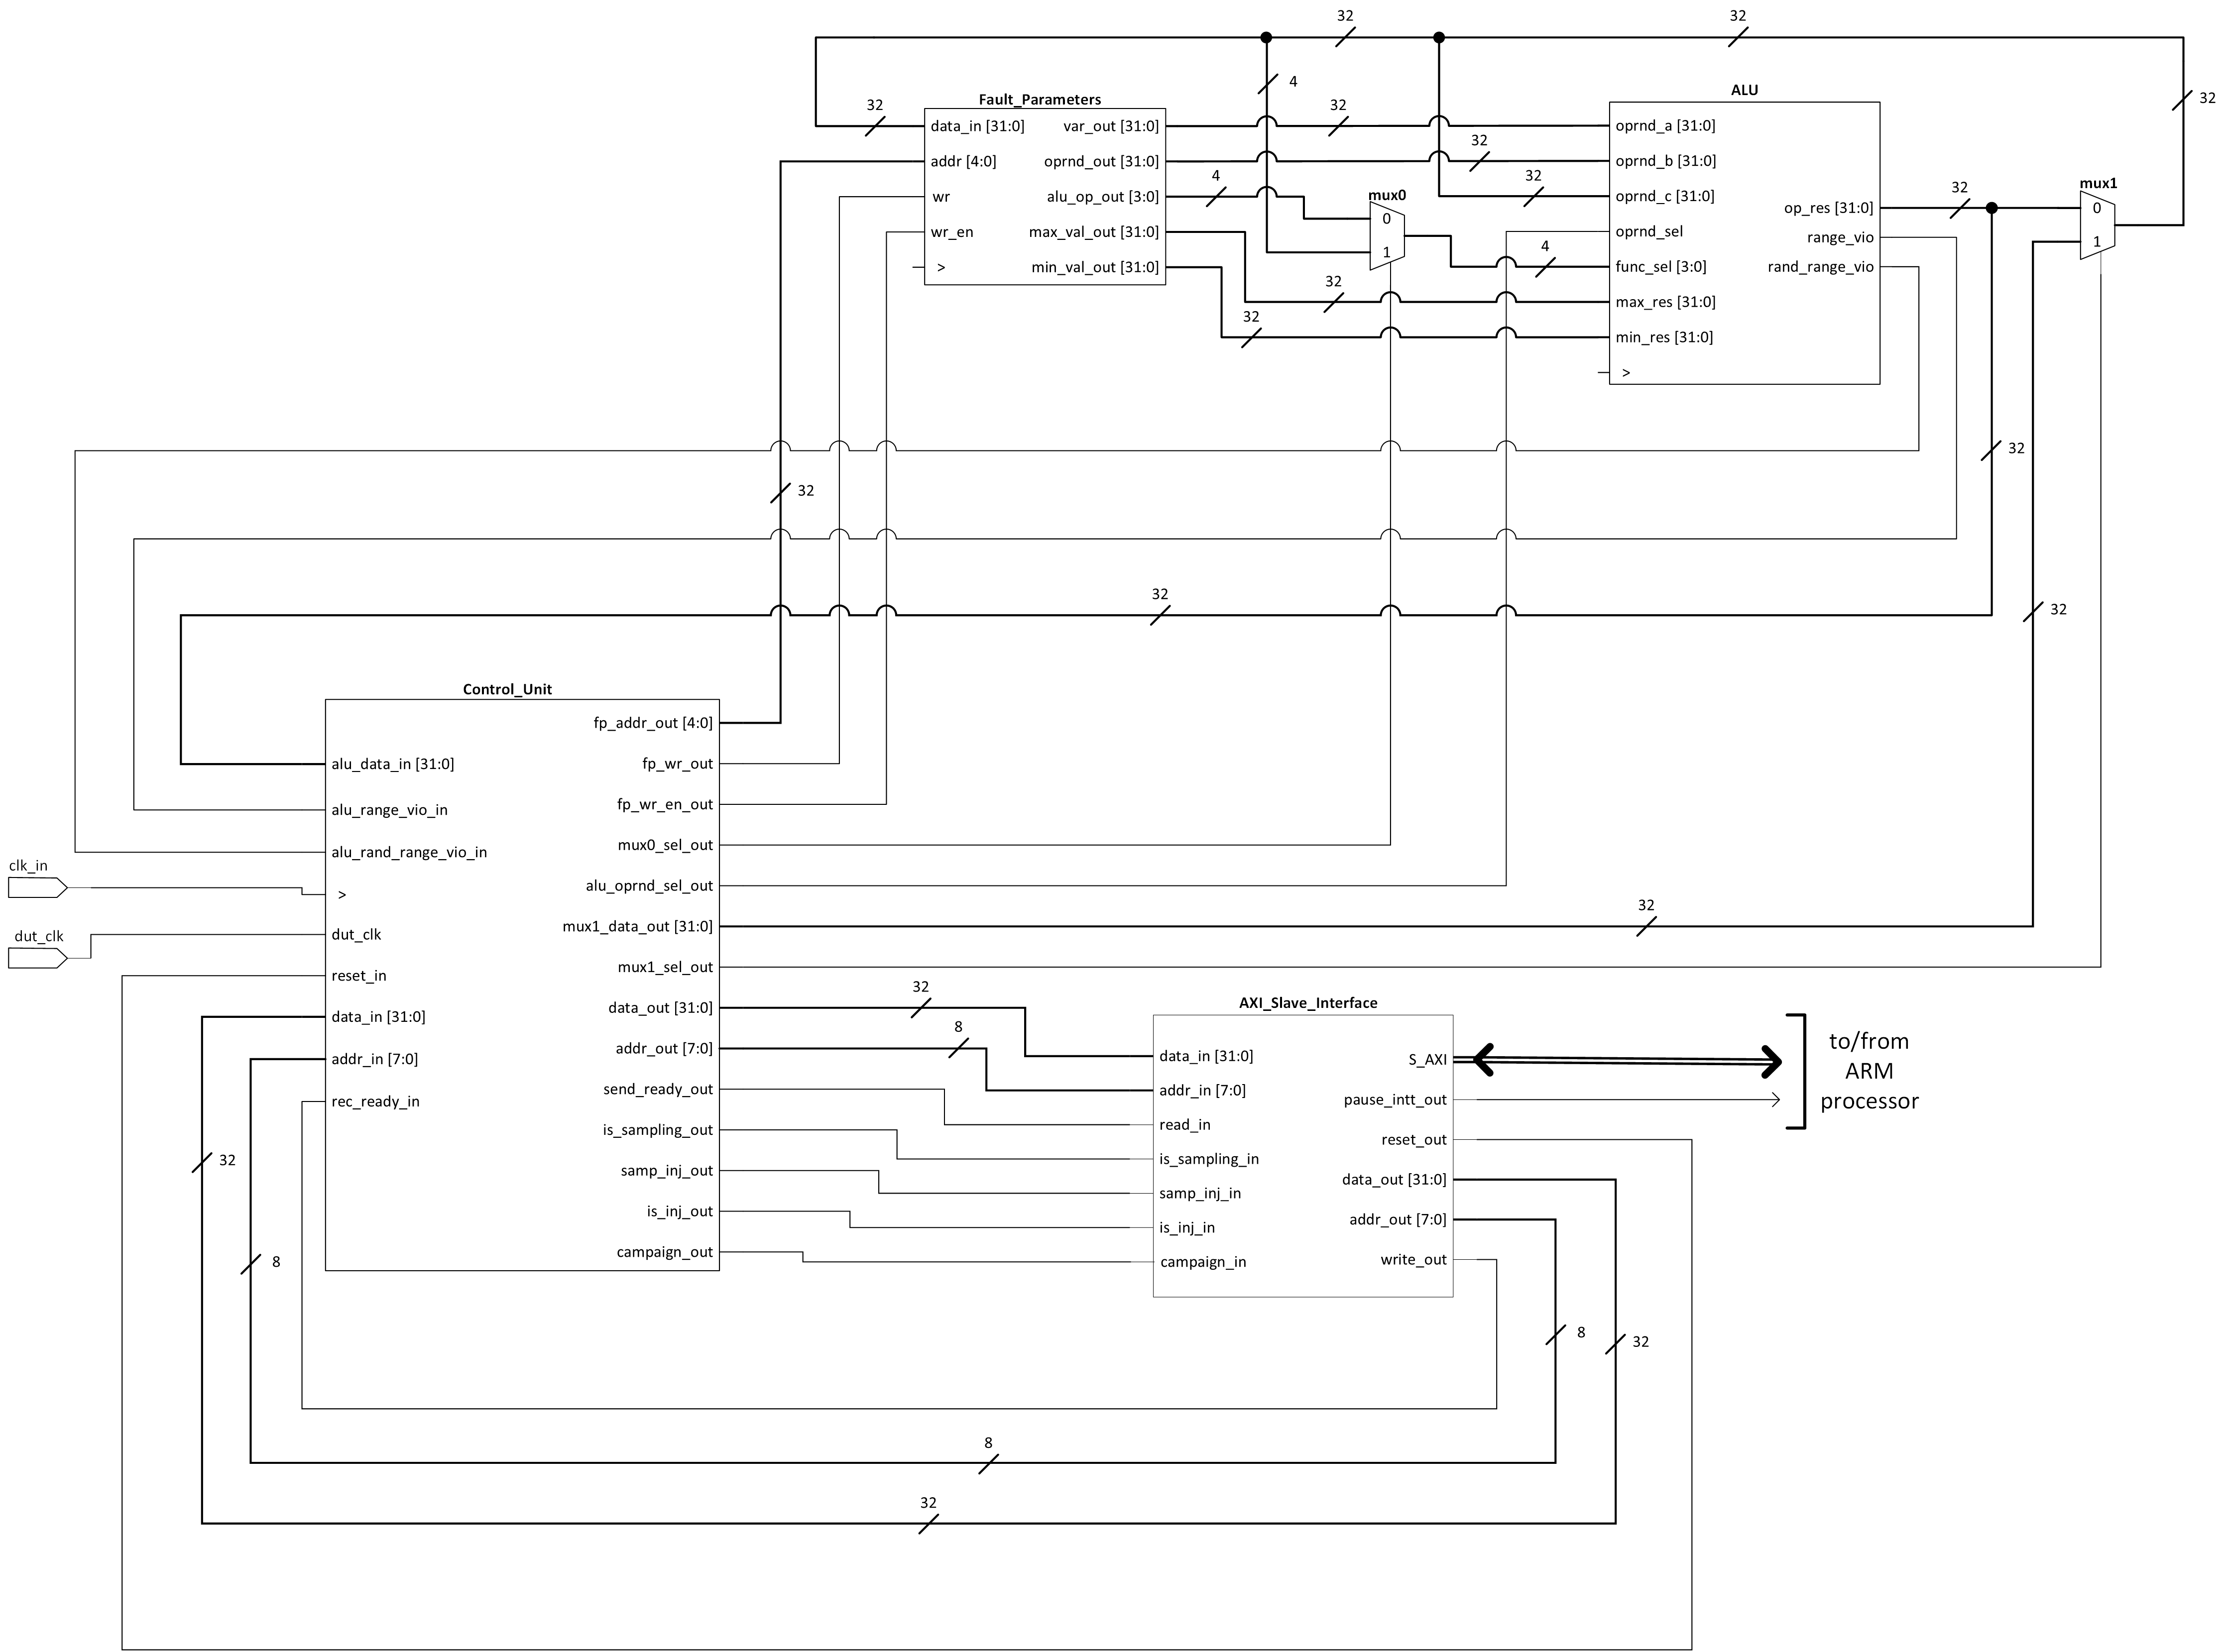 32
32
4
32
32
Fault_Parameters
data_in [31:0]
addr [4:0]
wr
wr_en
>
var_out [31:0]
oprnd_out [31:0]
alu_op_out [3:0]
max_val_out [31:0]
min_val_out [31:0]
32
32
4
32
mux0
0
1
4
32
32
ALU
oprnd_a [31:0]
oprnd_b [31:0]
oprnd_c [31:0]
oprnd_sel
func_sel [3:0]
max_res [31:0]
min_res [31:0]
>
op_res [31:0]
range_vio
rand_range_vio
32
mux1
0
1
32
32
32
32
Control_Unit
alu_data_in [31:0]
alu_range_vio_in
alu_rand_range_vio_in
>
dut_clk
reset_in
data_in [31:0]
addr_in [7:0]
rec_ready_in
fp_addr_out [4:0]
fp_wr_out
fp_wr_en_out
mux0_sel_out
alu_oprnd_sel_out
mux1_data_out [31:0]
mux1_sel_out
data_out [31:0]
addr_out [7:0]
send_ready_out
is_sampling_out
samp_inj_out
is_inj_out
campaign_out
clk_in
dut_clk
32
32
8
AXI_Slave_Interface
data_in [31:0]
addr_in [7:0]
read_in
is_sampling_in
samp_inj_in
is_inj_in
campaign_in
S_AXI
pause_intt_out
reset_out
data_out [31:0]
addr_out [7:0]
write_out
to/from
ARM
processor
32
8
8
32
8
32